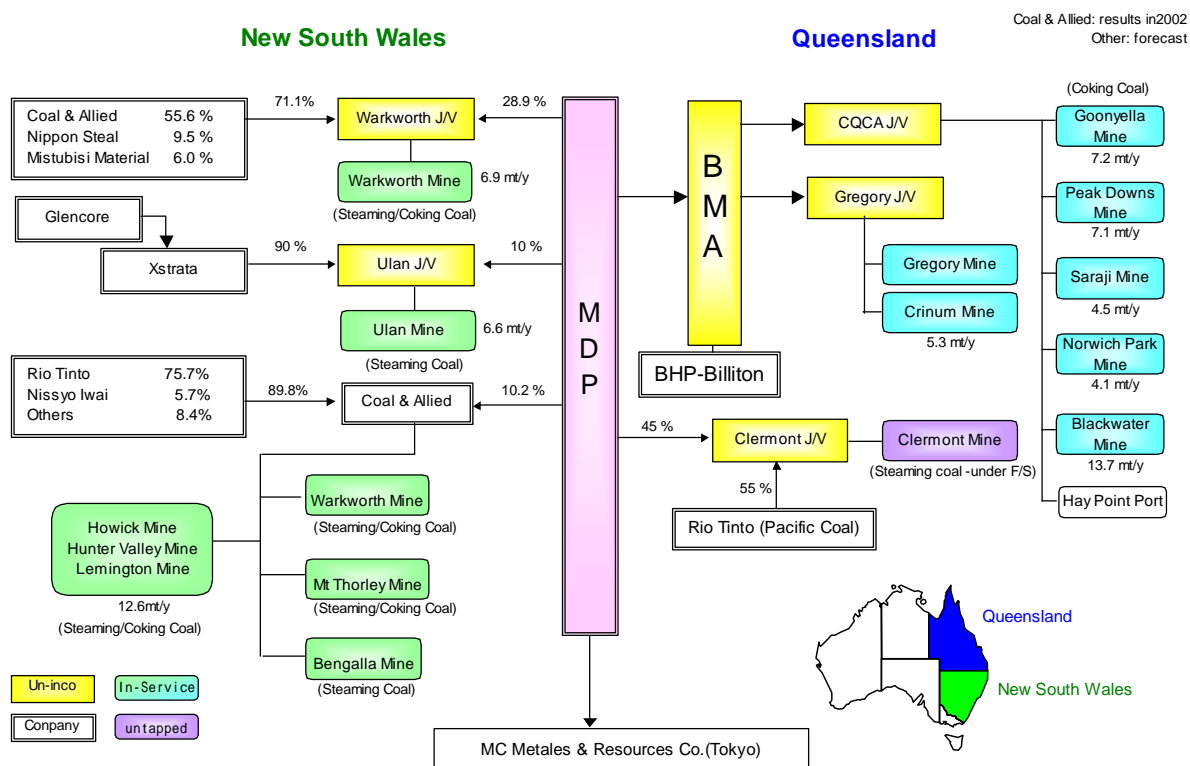 Coal & Allied: results in2002
Other: forecast
New South Wales
Queensland
Coal & Allied 55.6 %
Nippon Steal 9.5 %
Mistubisi Material 6.0 %
71.1%
Warkworth J/V
28.9 %
Warkworth Mine
6.9 mt/y
(Steaming/Coking Coal)
Glencore
Xstrata
90 %
Ulan J/V
10 %
Ulan Mine
6.6 mt/y
(Steaming Coal)
Rio Tinto 75.7%
Nissyo Iwai 5.7%
Others 8.4%
89.8%
Coal & Allied
10.2 %
Howick Mine
Hunter Valley Mine
Lemington Mine
12.6mt/y
(Steaming/Coking Coal)
Warkworth Mine
(Steaming/Coking Coal)
Mt Thorley Mine
(Steaming/Coking Coal)
Bengalla Mine
(Steaming Coal)
M
D
P
B
M
A
BHP-Billiton
CQCA J/V
Gregory J/V
Gregory Mine
Crinum Mine
5.3 mt/y
(Coking Coal)
Goonyella
Mine
7.2 mt/y
Peak Downs
Mine
7.1 mt/y
Saraji Mine
4.5 mt/y
Norwich Park
Mine
4.1 mt/y
Blackwater
Mine
13.7 mt/y
Hay Point Port
45 %
Clermont J/V
Clermont Mine
(Steaming coal -under F/S)
55 %
Rio Tinto (Pacific Coal)
Queensland
New South Wales
Un-inco
In-Service
Company
untapped
MC Metales & Resources Co.(Tokyo)